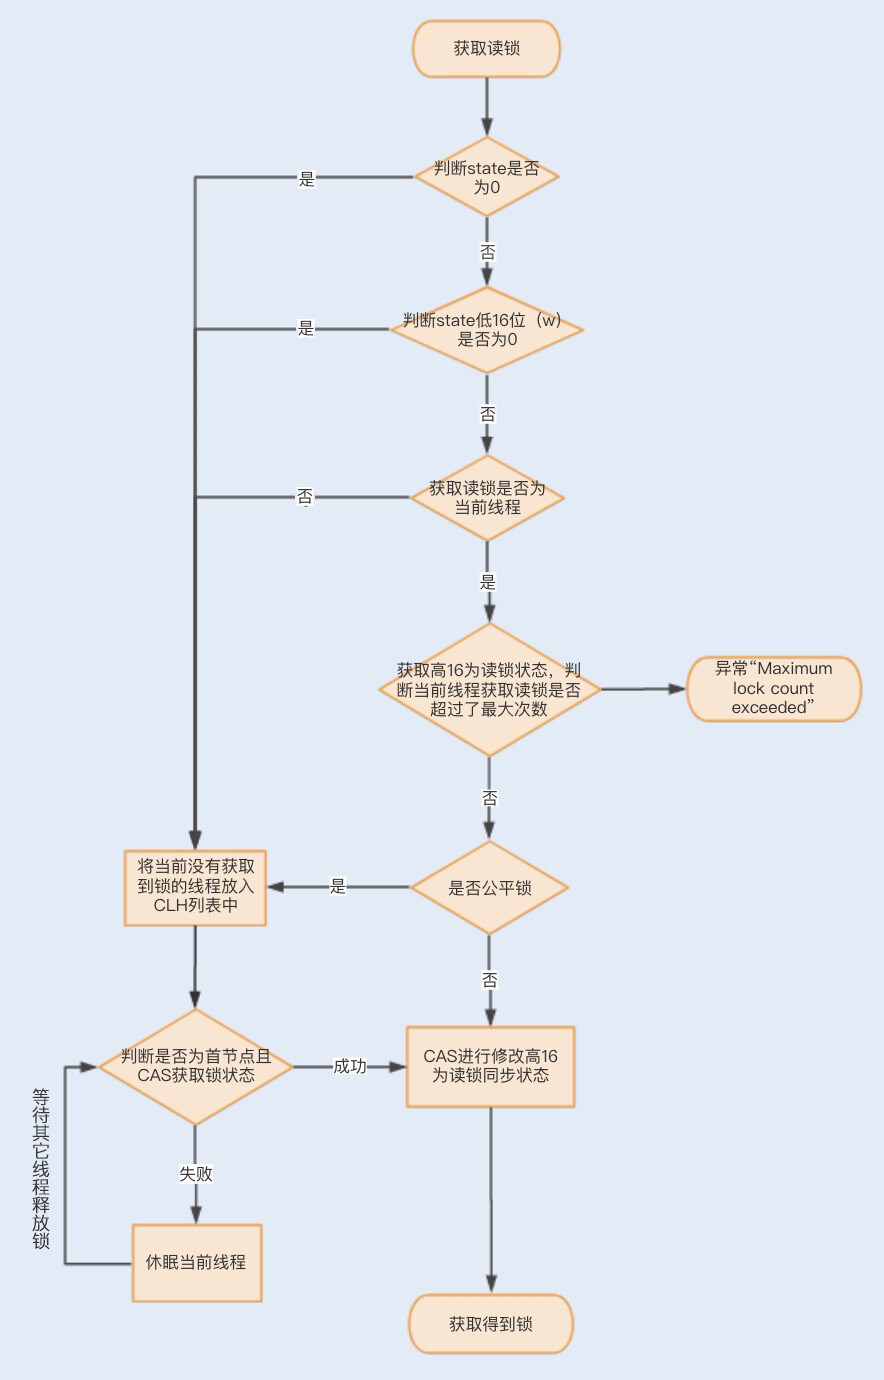 获取读锁
判断state是否
为0
是
否
判断state低16位（w）
是否为0
是
否
获取读锁是否为
当前线程
否
是
获取高16为读锁状态，判
断当前线程获取读锁是否
超过了最大次数
异常“Maximum
lock count
exceeded”
否
将当前没有获取
到锁的线程放入
CLH列表中
是
是否公平锁
否
判断是否为首节点且
CAS获取锁状态
成功
CAS进行修改高16
为读锁同步状态
等待其它线程释放锁
失败
休眠当前线程
获取得到锁